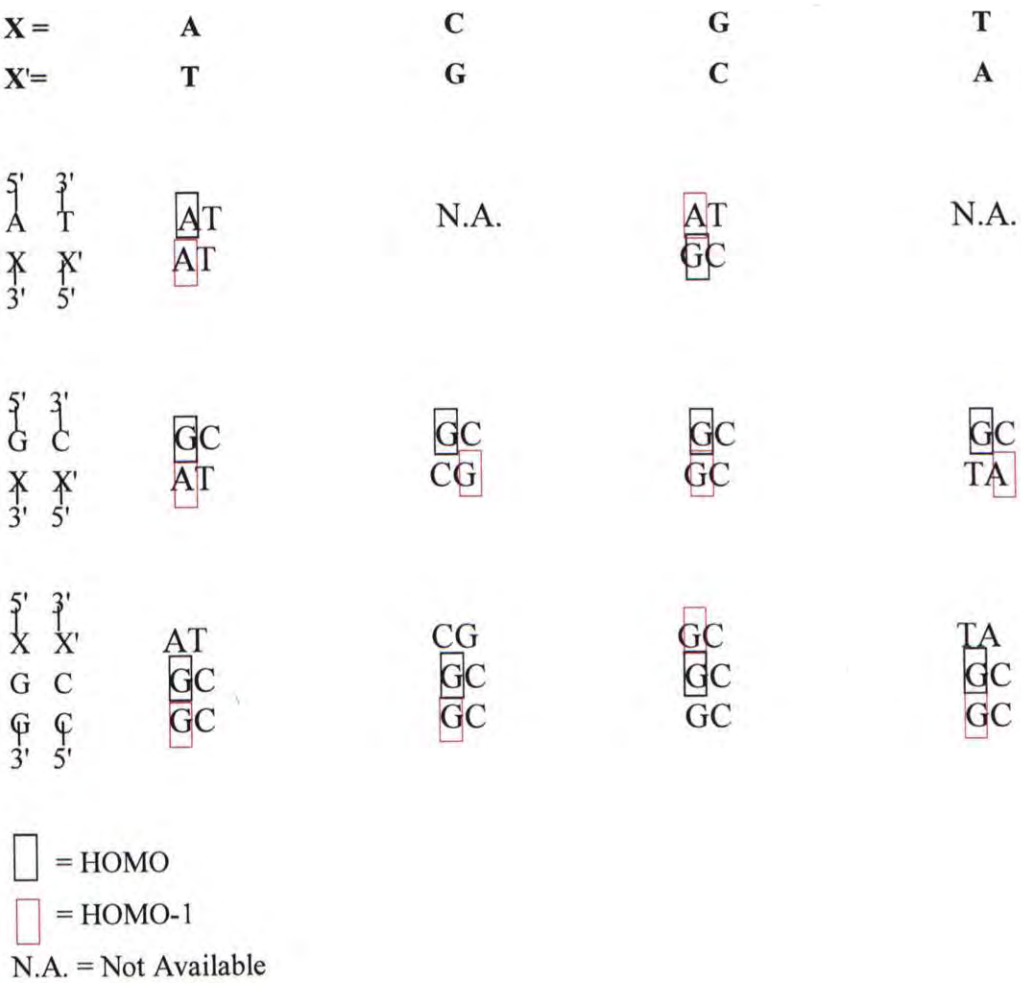 X = A C G T
X'= T G C A
5' 3'
A T AT N.A. AT N.A.
X X' AT GC
3' 5'
5' 3'
G C GC GC GC GC
X X' AT CG GC TA
3' 5'
5' 3'
X X' AT CG GC TA
G C GC GC GC GC
G C GC GC GC GC
3' 5'
= HOMO
= HOMO-1
N.A. = Not Available